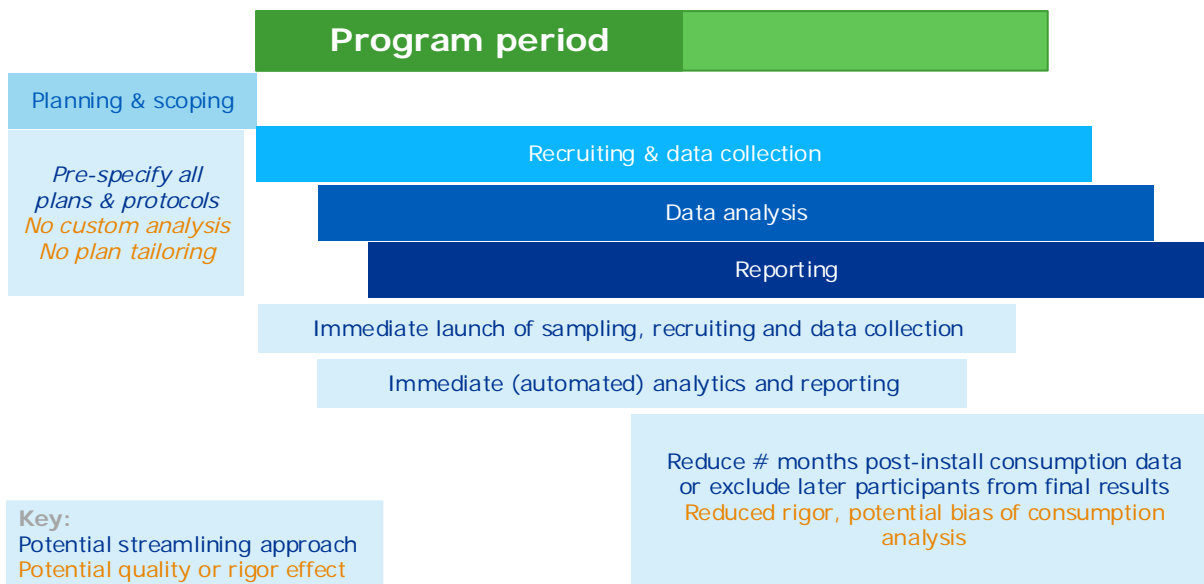 Program period
Planning & scoping
Recruiting & data collection
Pre-specify all
plans & protocols
No custom analysis
No plan tailoring
Data analysis
Reporting
Immediate launch of sampling, recruiting and data collection
Immediate (automated) analytics and reporting
Reduce # months post-install consumption data
or exclude later participants from final results
Reduced rigor, potential bias of consumption
analysis
Key:
Potential streamlining approach
Potential quality or rigor effect